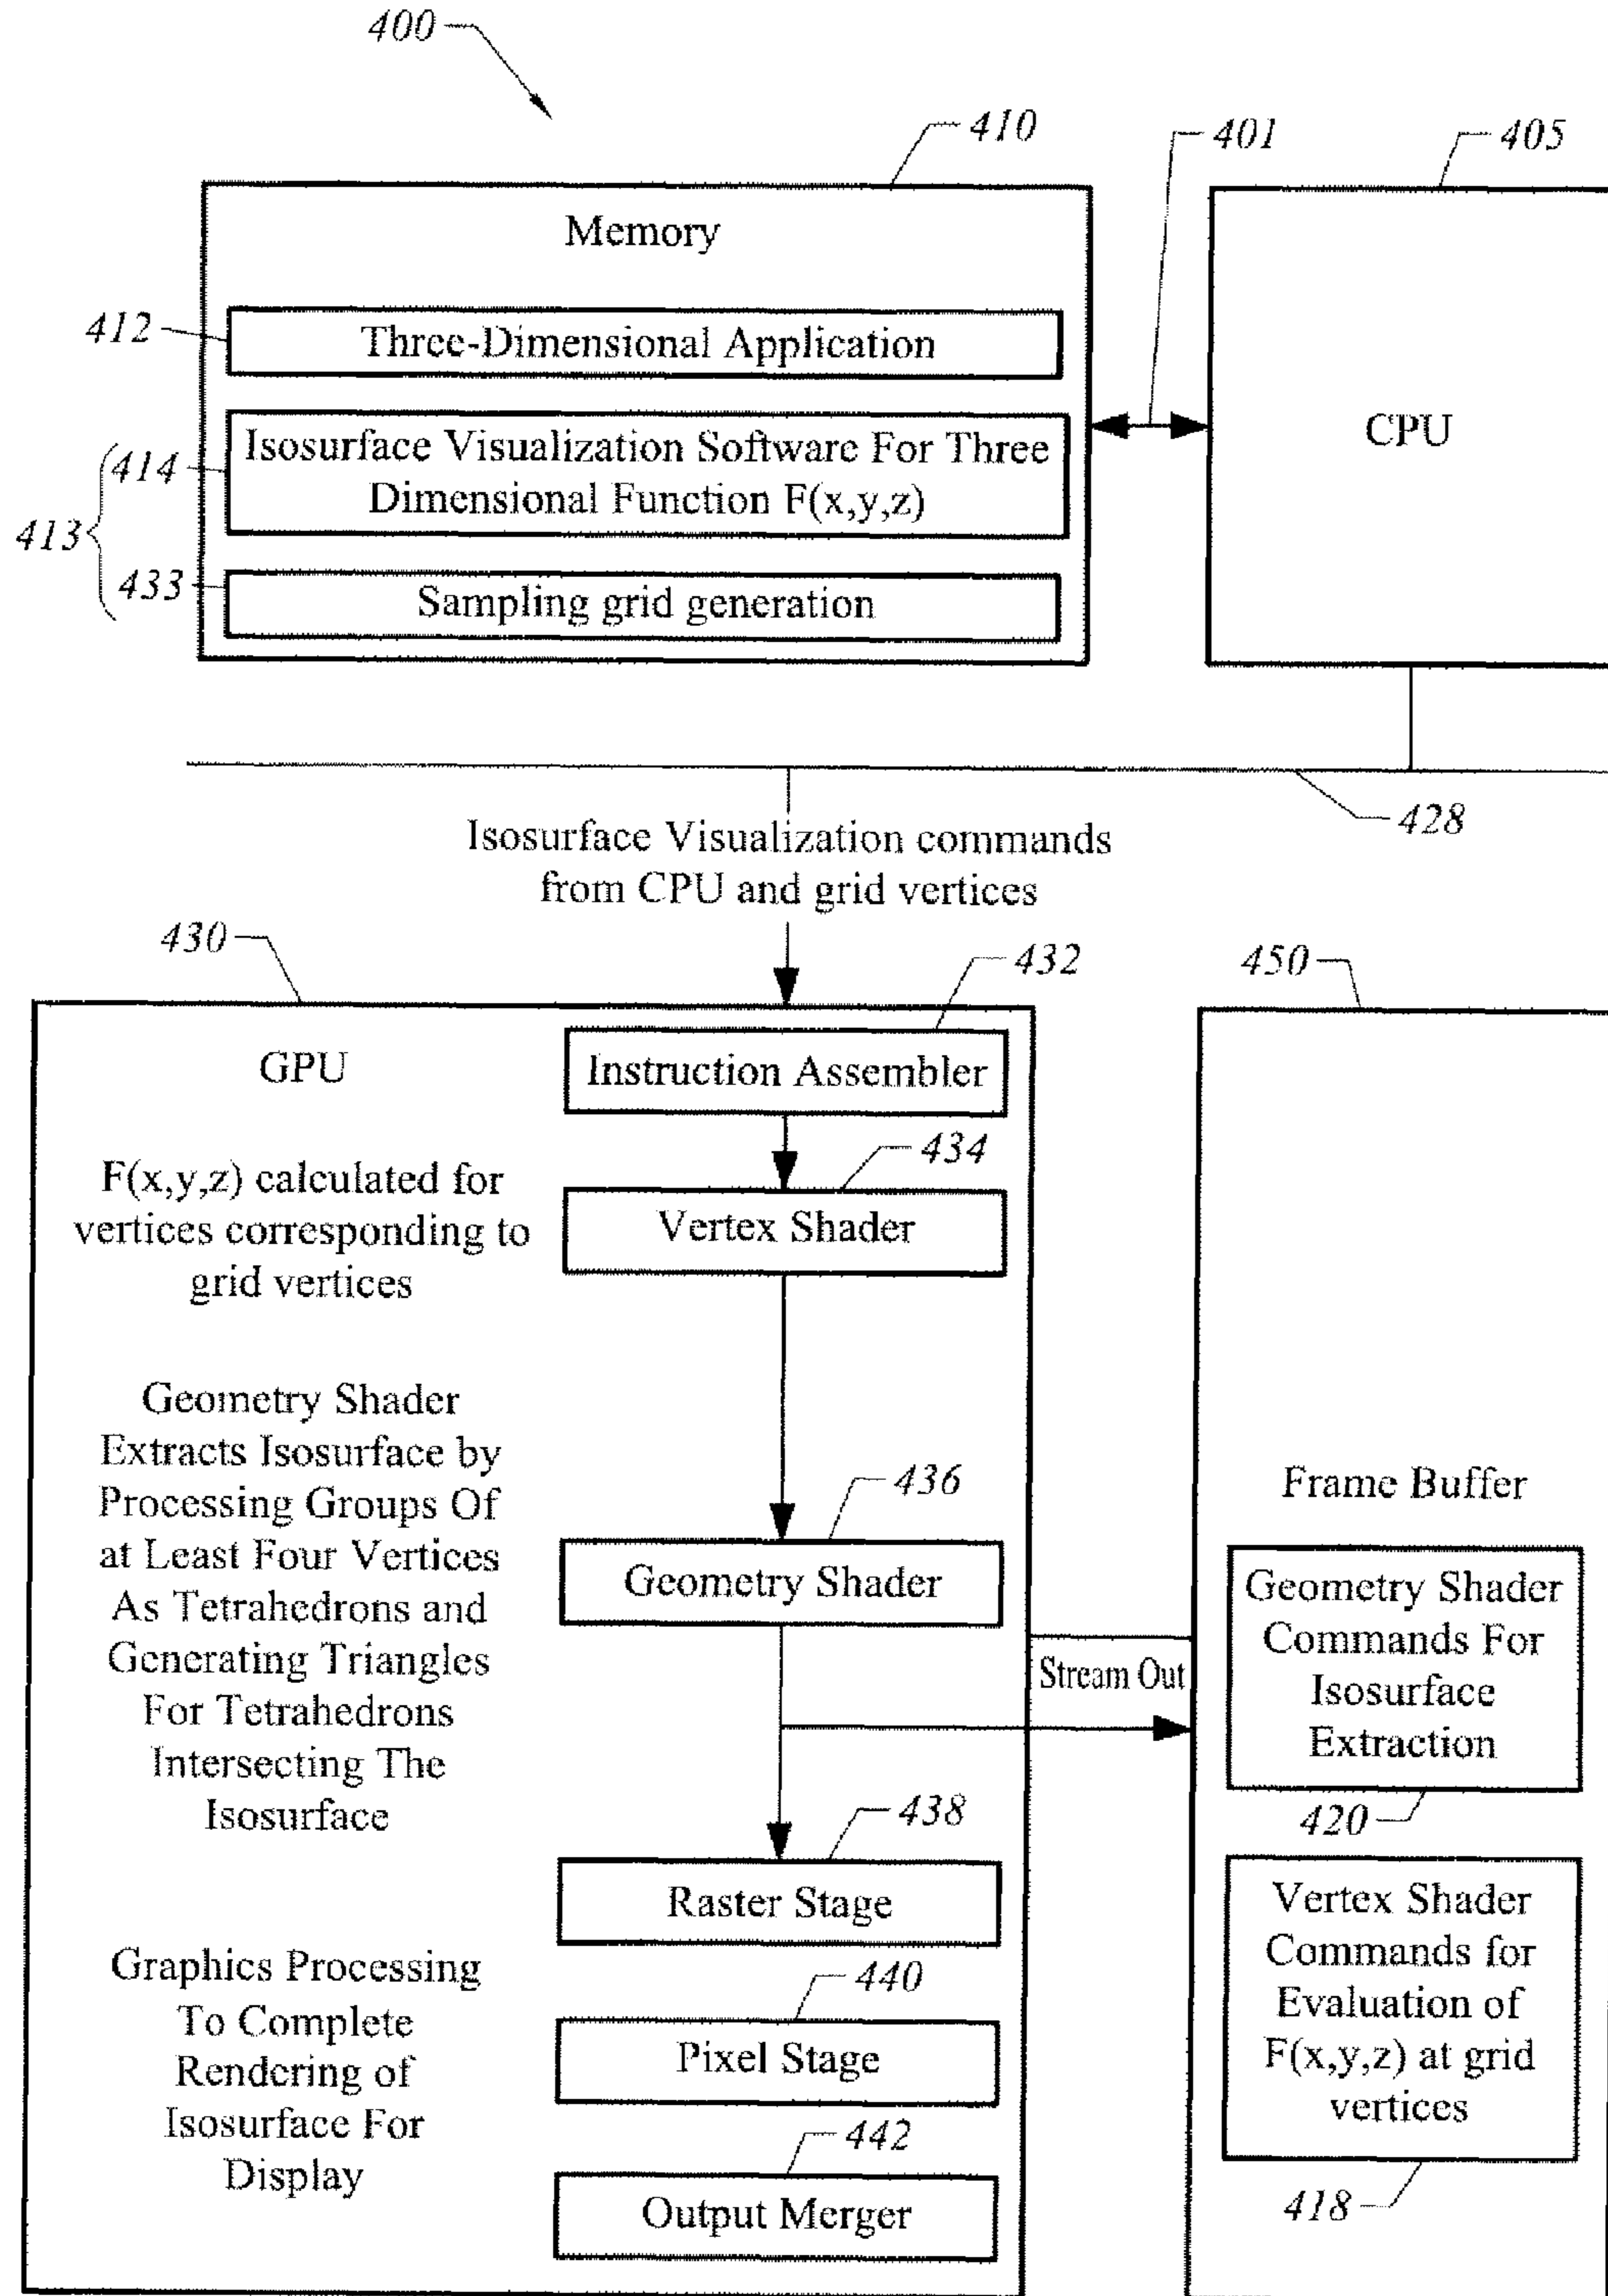 400
410
401
405
Memory
412
Three-Dimensional Application
413
414
Isosurface Visualization Software For Three
Dimensional Function F(x,y,z)
433
Sampling grid generation
CPU
428
Isosurface Visualization commands
from CPU and grid vertices
430
432
450
GPU
Instruction Assembler
434
F(x,y,z) calculated for
vertices corresponding to
grid vertices
Vertex Shader
Geometry Shader
Extracts Isosurface by
Processing Groups Of
at Least Four Vertices
As Tetrahedrons and
Generating Triangles
For Tetrahedrons
Intersecting The
Isosurface
436
Geometry Shader
Stream Out
438
Raster Stage
Graphics Processing
To Complete
Rendering of
Isosurface For
Display
440
Pixel Stage
442
Output Merger
Frame Buffer
Geometry Shader
Commands For
Isosurface
Extraction
420
Vertex Shader
Commands for
Evaluation of
F(x,y,z) at grid
vertices
418